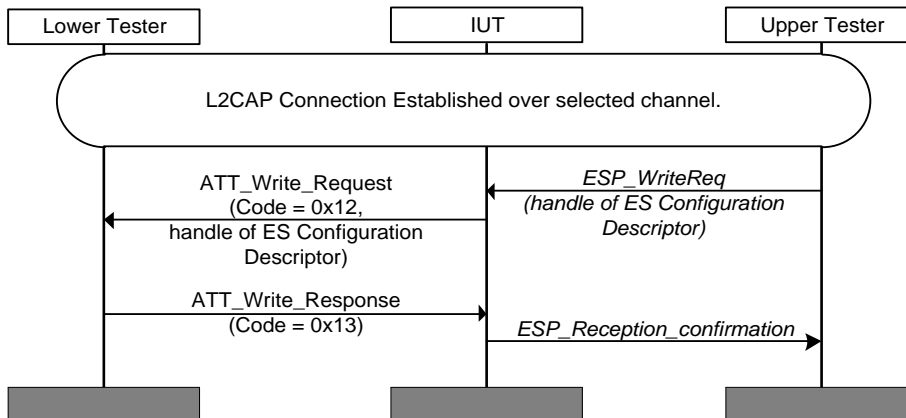 Lower Tester
IUT
Upper Tester
L2CAP Connection Established over selected channel.
ESP_WriteReq
(handle of ES Configuration
Descriptor)
ATT_Write_Request
(Code = 0x12,
handle of ES Configuration
Descriptor)
ATT_Write_Response
(Code = 0x13)
ESP_Reception_confirmation